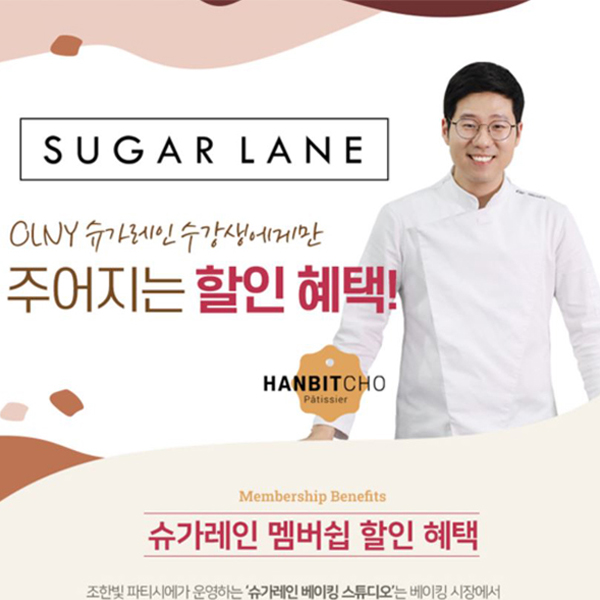 SUGAR LANE
OLNY 슈가레인 수강생에게만
주어지는 할인 혜택!
HANBITCHO
Pâtissier
Membership Benefits
슈가레인 멤버쉽 할인 혜택
조한빛 파티시에가 운영하는 '슈가레인 베이킹 스튜디오'는 베이킹 시장에서